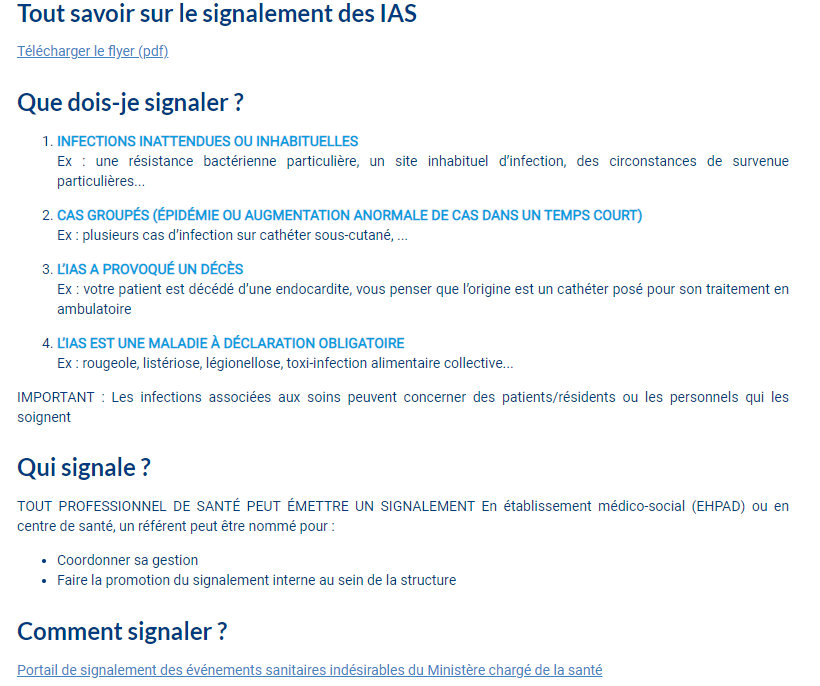 Tout savoir sur le signalement des IAS
Télécharger le flyer (pdf)
Que dois-je signaler ?
1. INFECTIONS INATTENDUES OU INHABITUELLES
Ex : une résistance bactérienne particulière, un site inhabituel d’infection, des circonstances de survenue
particulières...
2. CAS GROUPÉS (ÉPIDÉMIE OU AUGMENTATION ANORMALE DE CAS DANS UN TEMPS COURT)
Ex : plusieurs cas d’infection sur cathéter sous-cutané, ...
3. L’IAS A PROVOQUÉ UN DÉCÈS
Ex : votre patient est décédé d’une endocardite, vous penser que l’origine est un cathéter posé pour son traitement en
ambulatoire
4. L’IAS EST UNE MALADIE À DÉCLARATION OBLIGATOIRE
Ex : rougeole, listériose, légionellose, toxi-infection alimentaire collective...
IMPORTANT : Les infections associées aux soins peuvent concerner des patients/résidents ou les personnels qui les
soignent
Qui signale ?
TOUT PROFESSIONNEL DE SANTÉ PEUT ÉMETTRE UN SIGNALEMENT En établissement médico-social (EHPAD) ou en
centre de santé, un référent peut être nommé pour :
• Coordonner sa gestion
• Faire la promotion du signalement interne au sein de la structure
Comment signaler ?
Portail de signalement des événements sanitaires indésirables du Ministère chargé de la santé